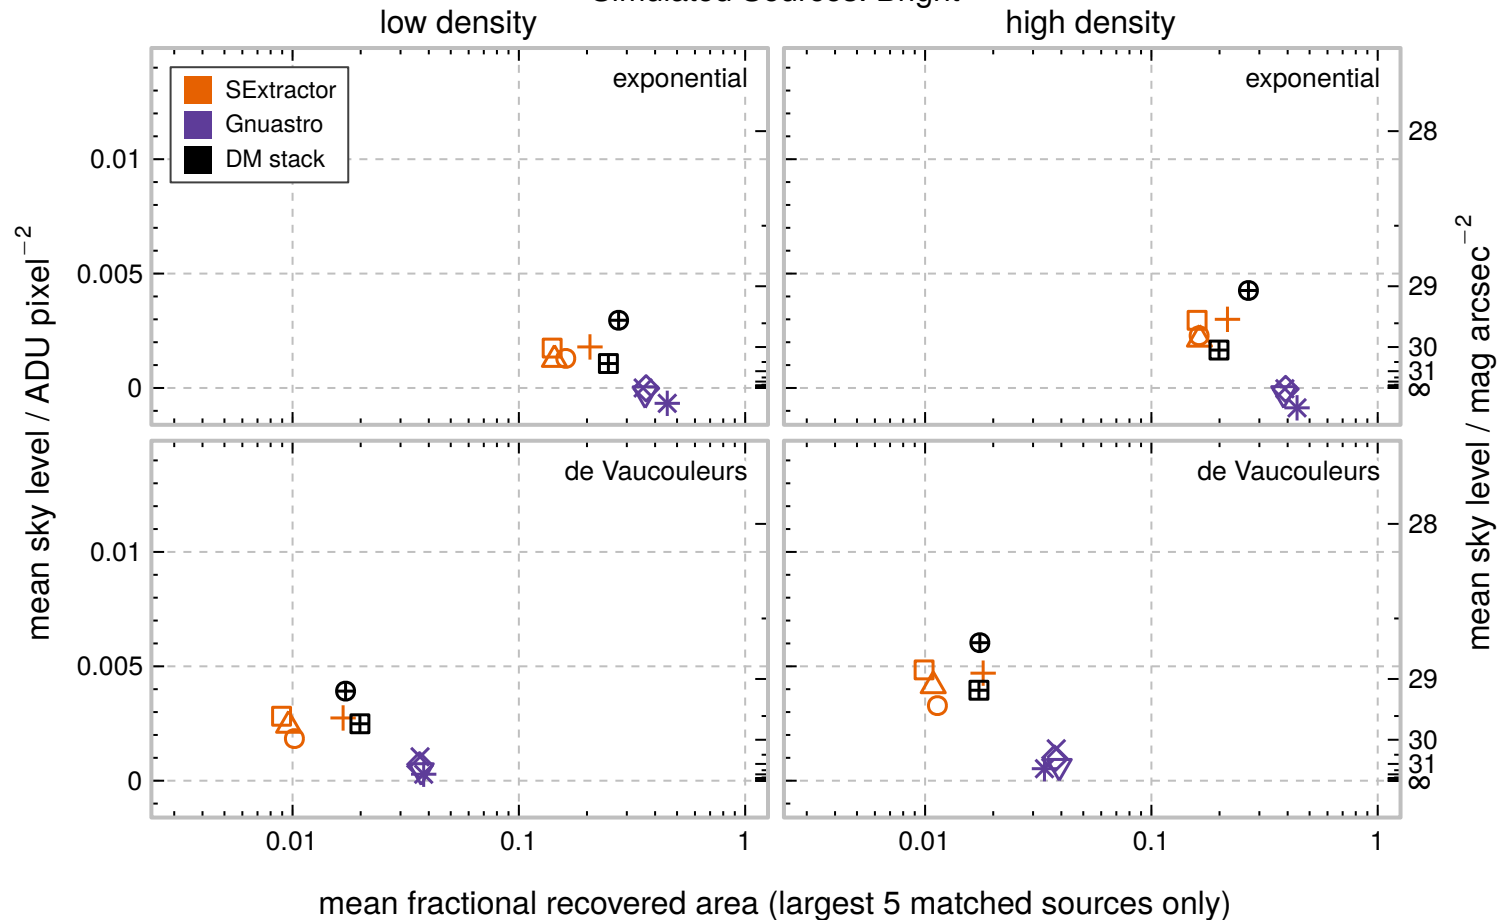 Simulated Sources: Bright
low density
high density
exponential
exponential
SExtractor
Gnuastro
DM stack
0.01
0.005
0
28
29
30
31
∞
de Vaucouleurs
de Vaucouleurs
0.01
0.005
0
28
29
30
31
∞
0.01
0.1
1
0.01
0.1
1
mean sky level / ADU pixel⁻²
mean sky level / mag arcsec⁻²
mean fractional recovered area (largest 5 matched sources only)